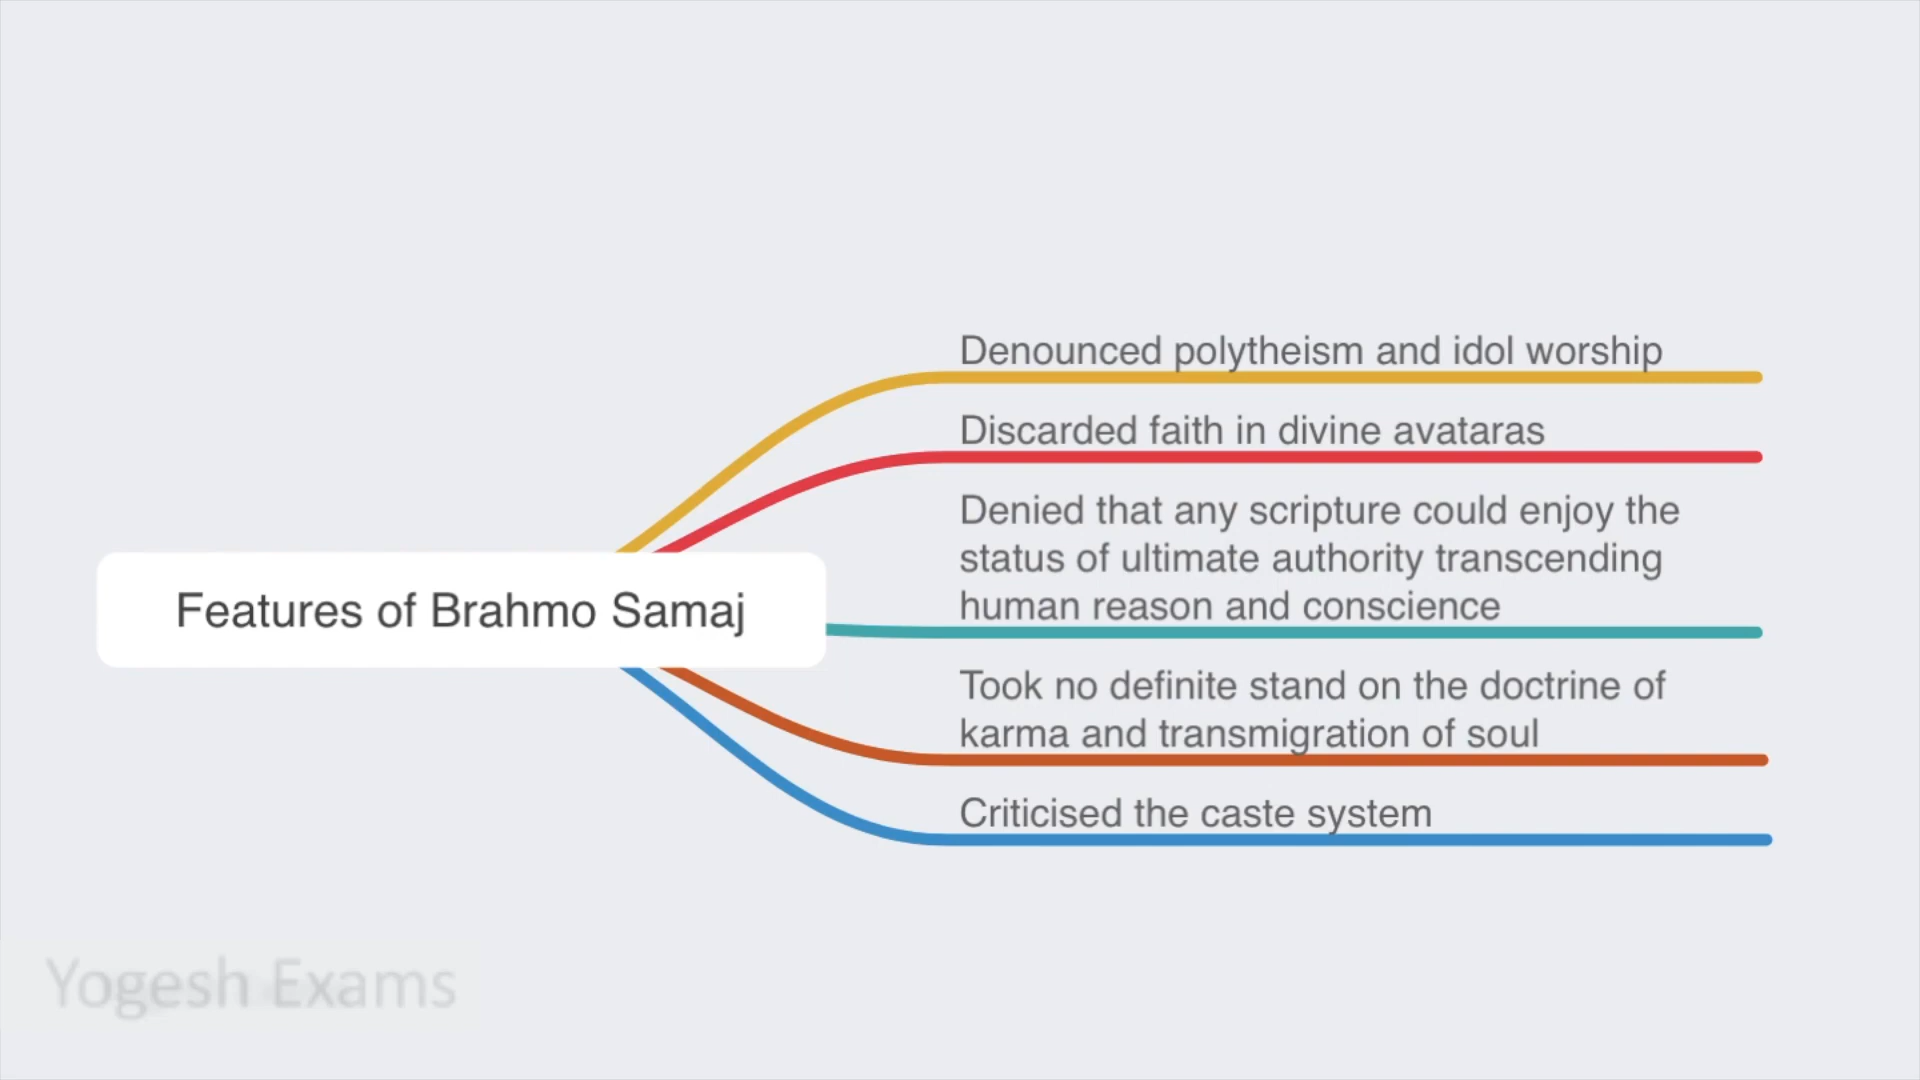 Denounced polytheism and idol worship
Discarded faith in divine avataras
Denied that any scripture could enjoy the
status of ultimate authority transcending
human reason and conscience
Features of Brahmo Samaj
Took no definite stand on the doctrine of
karma and transmigration of soul
Criticised the caste system
Yogesh Exams